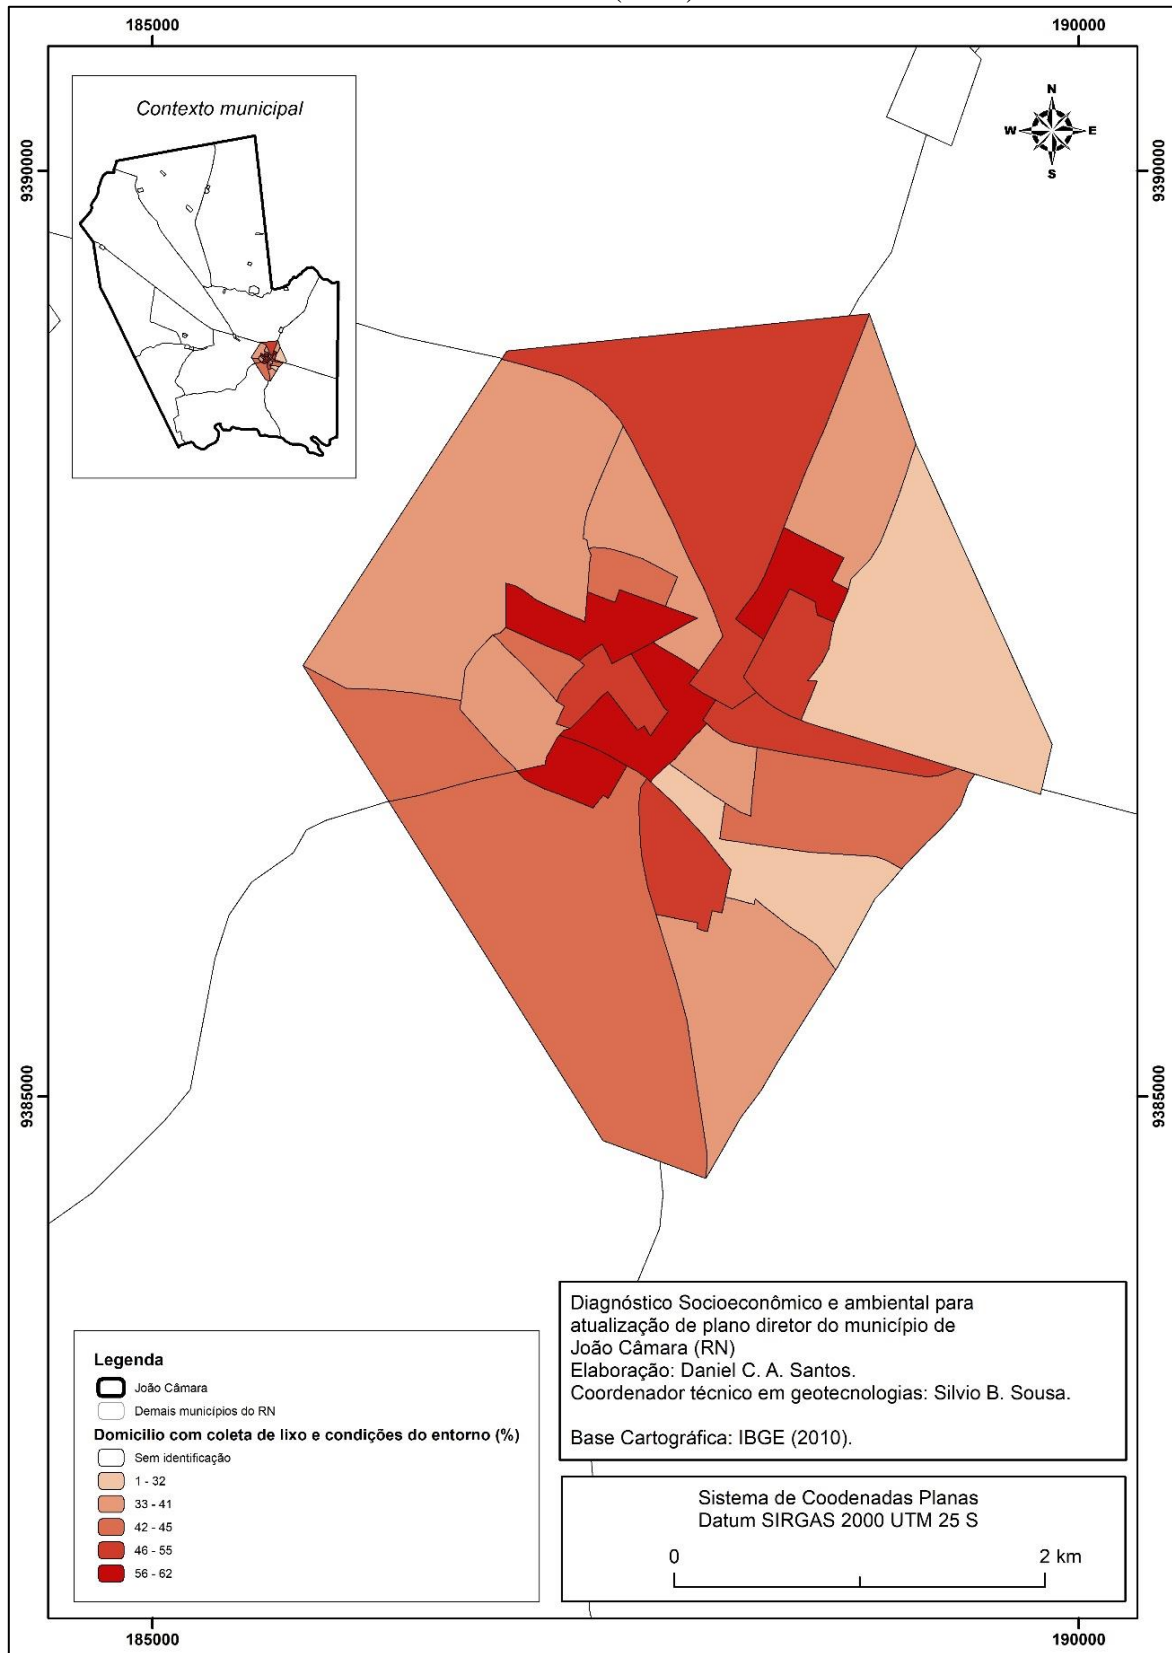 185000
190000
Contexto municipal
N
W
E
S
9390000
9390000
9385000
9385000
Diagnóstico Socioeconômico e ambiental para
atualização de plano diretor do município de
João Câmara (RN)
Elaboração: Daniel C. A. Santos.
Coordenador técnico em geotecnologias: Silvio B. Sousa.
Base Cartográfica: IBGE (2010).
Legenda
João Câmara
Demais municípios do RN
Domicilio com coleta de lixo e condições do entorno (%)
Sem identificação
1 - 32
33 - 41
42 - 45
46 - 55
56 - 62
Sistema de Coodenadas Planas
Datum SIRGAS 2000 UTM 25 S
0
2 km
185000
190000